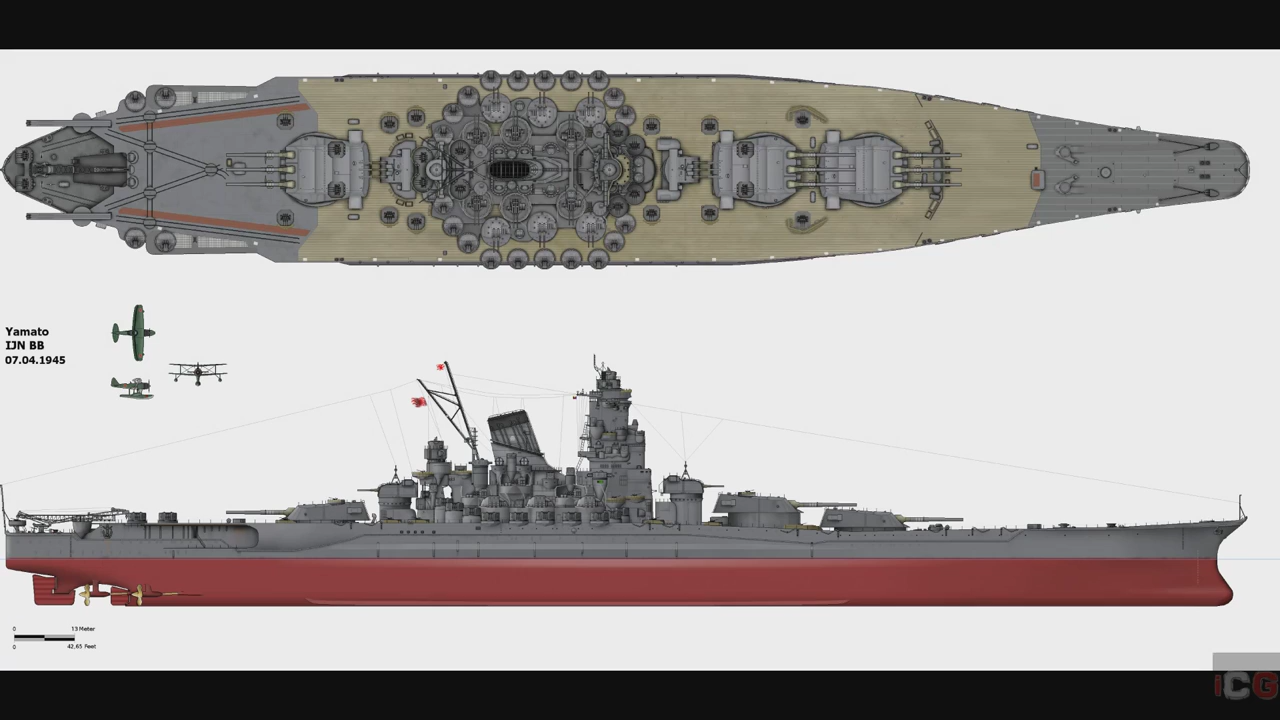 Yamato
IJN BB
07.04.1945
0 13 Meter
0 42,65 Feet
iCG